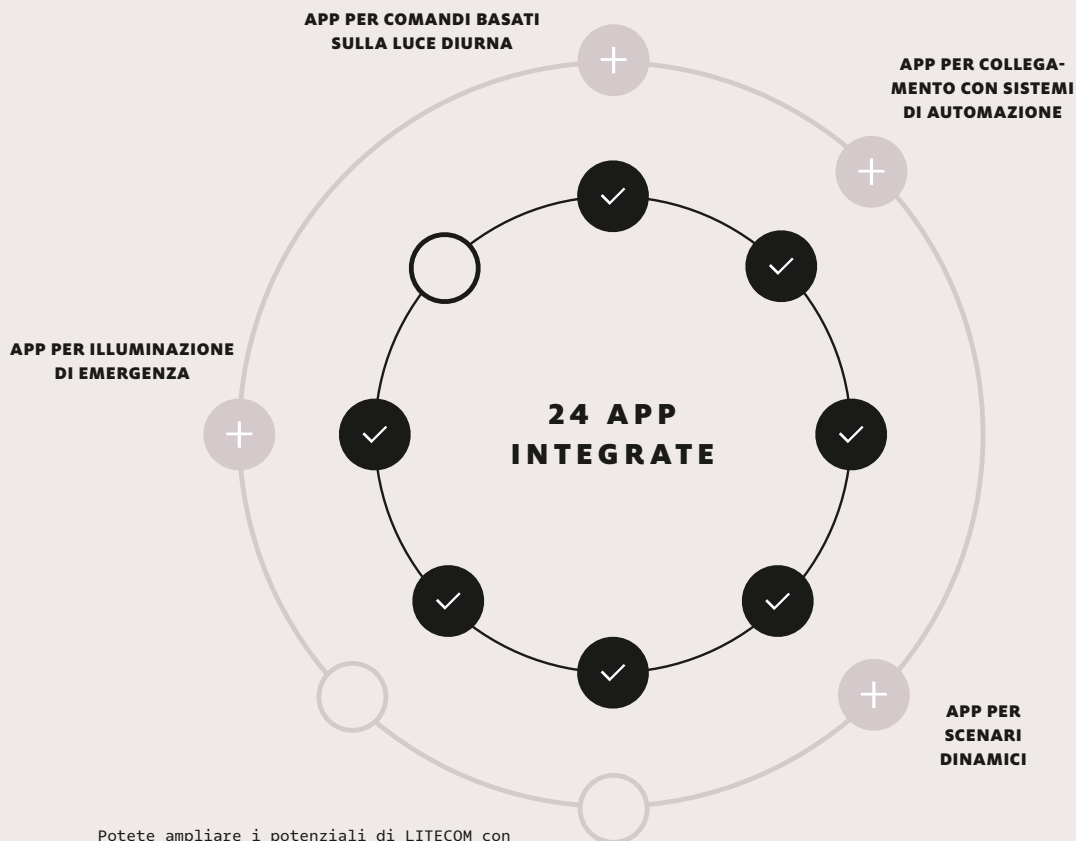 APP PER COMANDI BASATI
SULLA LUCE DIURNA
APP PER COLLEGA-
MENTO CON SISTEMI
DI AUTOMAZIONE
APP PER ILLUMINAZIONE
DI EMERGENZA
24 APP
INTEGRATE
APP PER
SCENARI
DINAMICI
Potete ampliare i potenziali di LITECOM con